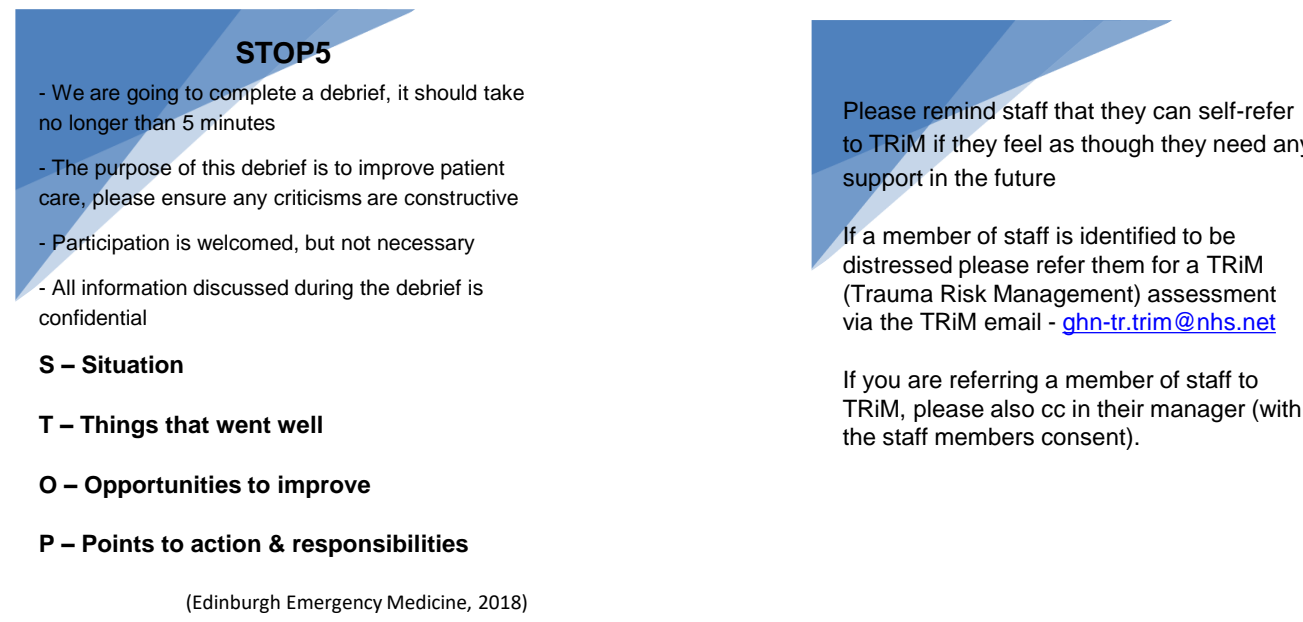 STOP5
- We are going to complete a debrief, it should take
no longer than 5 minutes
- The purpose of this debrief is to improve patient
care, please ensure any criticisms are constructive
- Participation is welcomed, but not necessary
- All information discussed during the debrief is
confidential
S – Situation
T – Things that went well
O – Opportunities to improve
P – Points to action & responsibilities
(Edinburgh Emergency Medicine, 2018)
Please remind staff that they can self-refer
to TRiM if they feel as though they need any
support in the future
If a member of staff is identified to be
distressed please refer them for a TRiM
(Trauma Risk Management) assessment
via the TRiM email - ghn-tr.trim@nhs.net
If you are referring a member of staff to
TRiM, please also cc in their manager (with
the staff members consent).